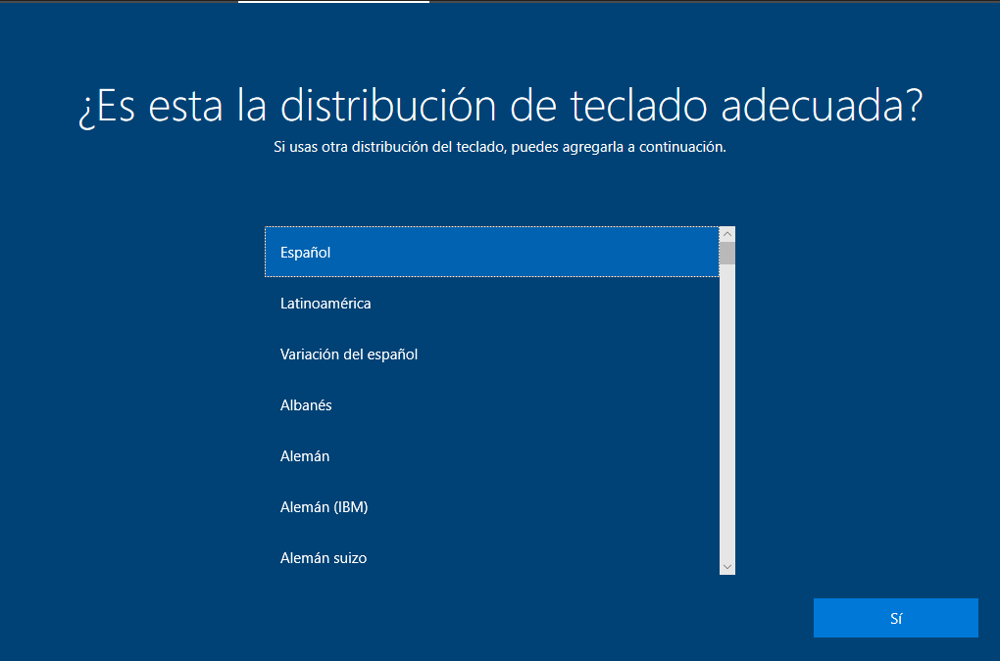 ¿Es esta la distribución de teclado adecuada?
Si usas otra distribución del teclado, puedes agregarla a continuación.
Español
Latinoamérica
Variación del español
Albanés
Alemán
Alemán (IBM)
Alemán suizo
Sí